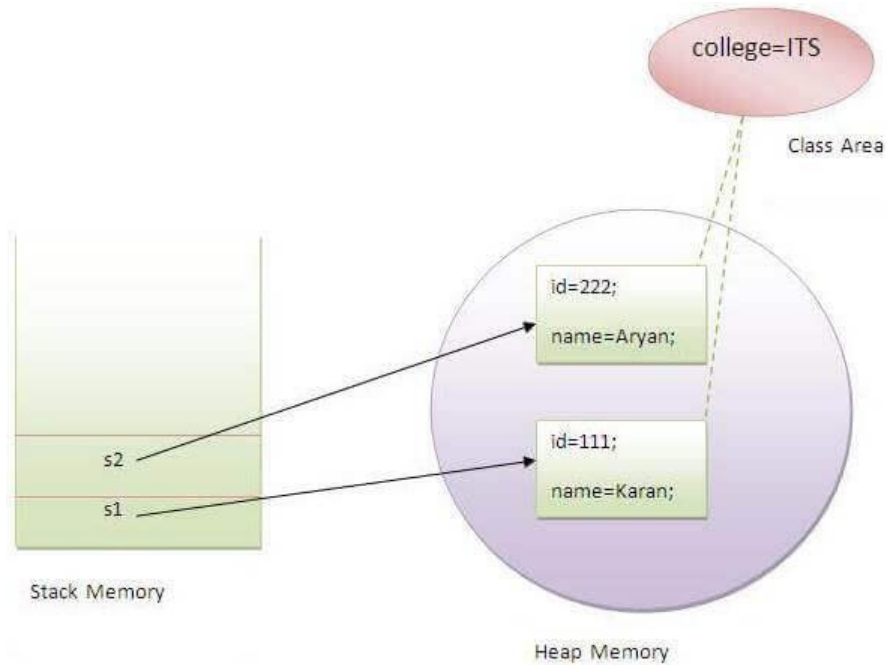 college=ITS
Class Area
id=222;
name=Aryan;
id=111;
name=Karan;
s2
s1
Stack Memory
Heap Memory